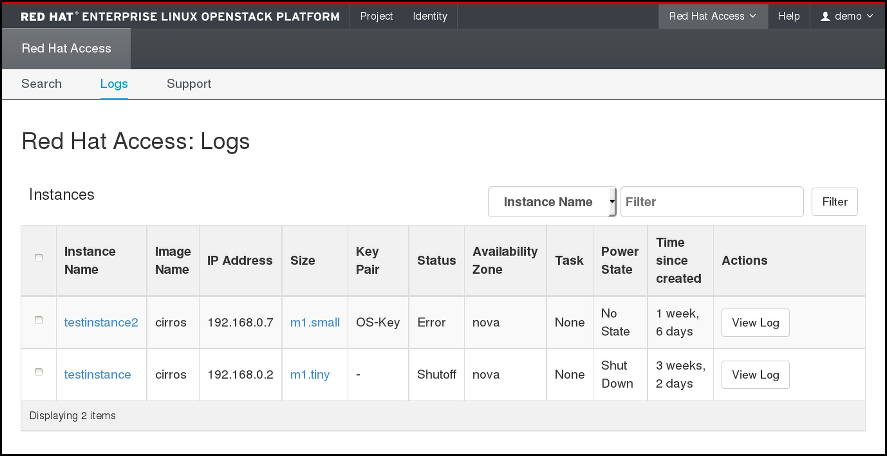 RED HAT® ENTERPRISE LINUX OPENSTACK PLATFORM Project Identity Red Hat Access Help demo
Red Hat Access
Search Logs Support
Red Hat Access: Logs
Instances
Instance Name Filter Filter
Instance Name Image Name IP Address Size Key Pair Status Availability Zone Task Power State Time since created Actions
testinstance2 cirros 192.168.0.7 m1.small OS-Key Error nova None No State 1 week, 6 days View Log
testinstance cirros 192.168.0.2 m1.tiny - Shutoff nova None Shut Down 3 weeks, 2 days View Log
Displaying 2 items